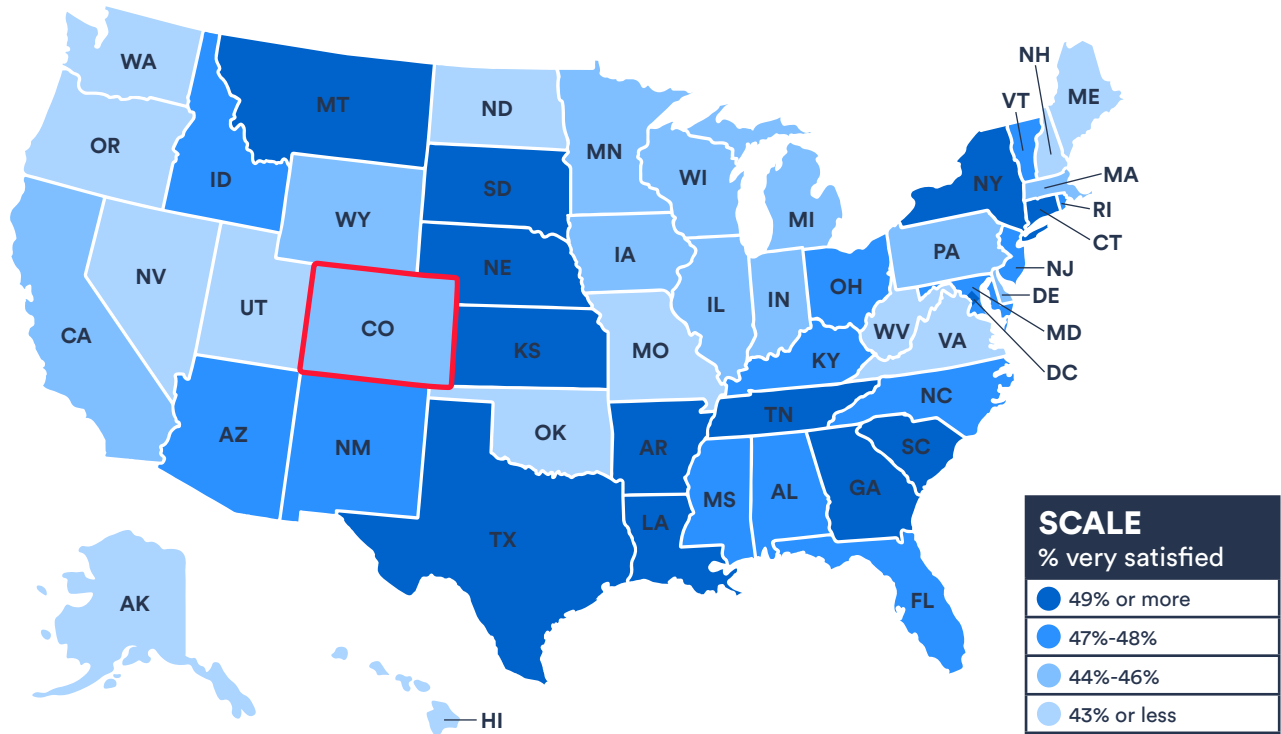 NH
WA
ME
VT
MT
ND
OR
MN
MA
ID
SD
WI
NY
RI
WY
MI
CT
NE
IA
PA
NV
NJ
UT
OH
DE
IL
IN
CO
WV
MD
CA
KS
MO
VA
KY
DC
NC
TN
AZ
OK
NM
AR
SC
MS
AL
GA
LA
TX
AK
FL
HI
SCALE
% very satisfied
49% or more
47%-48%
44%-46%
43% or less